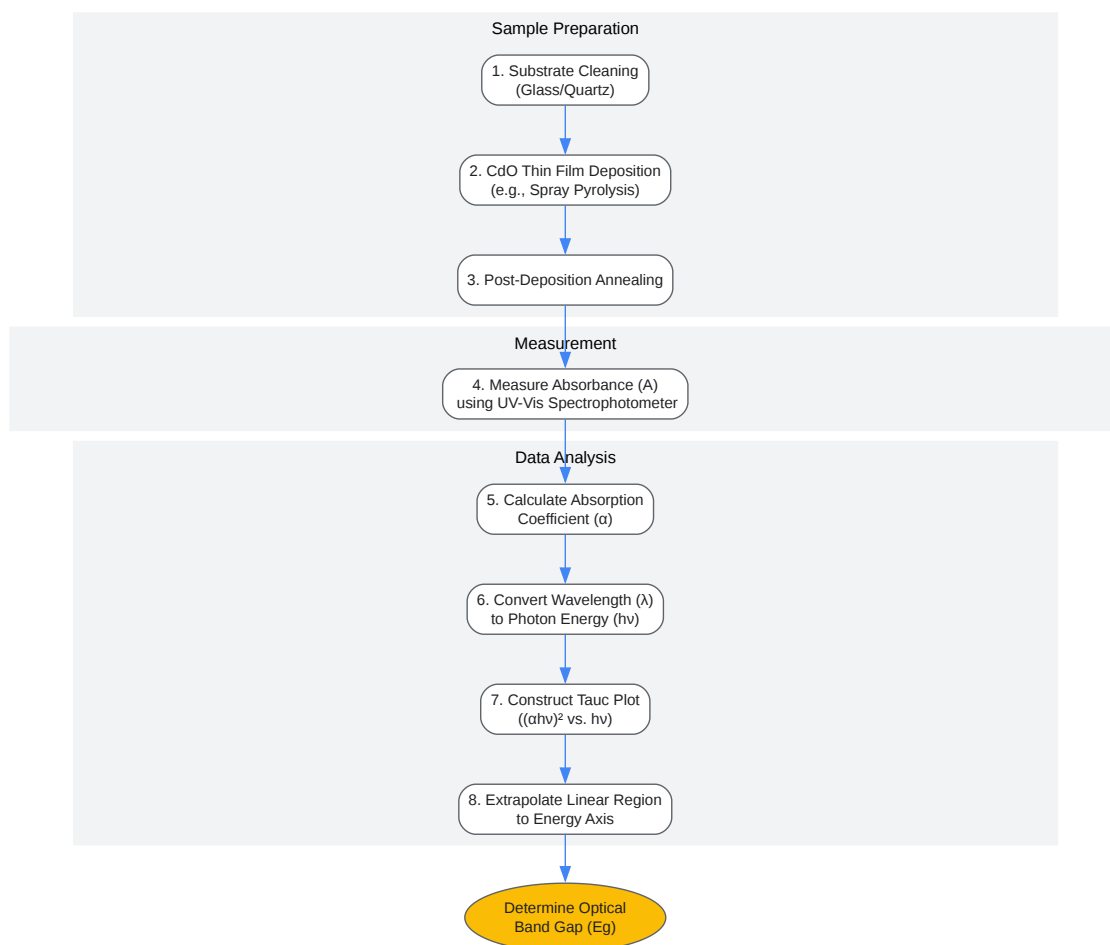 Sample Preparation
1. Substrate Cleaning
(Glass/Quartz)
2. CdO Thin Film Deposition
(e.g., Spray Pyrolysis)
3. Post-Deposition Annealing
Measurement
4. Measure Absorbance (A)
using UV-Vis Spectrophotometer
Data Analysis
5. Calculate Absorption
Coefficient (α)
6. Convert Wavelength (λ)
to Photon Energy (hν)
7. Construct Tauc Plot
((αhν)² vs. hν)
8. Extrapolate Linear Region
to Energy Axis
Determine Optical
Band Gap (Eg)